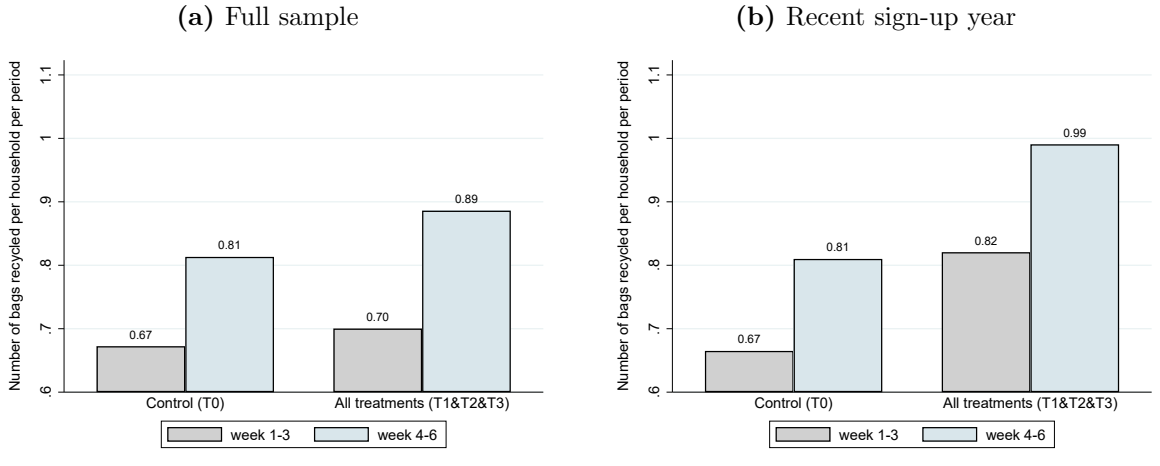 (a) Full sample
Number of bags recycled per household per period
1.1
1
.9
.8
.7
.6
0.67
0.81
0.70
0.89
Control (T0)
All treatments (T1&T2&T3)
week 1-3
week 4-6
(b) Recent sign-up year
Number of bags recycled per household per period
1.1
1
.9
.8
.7
.6
0.67
0.81
0.82
0.99
Control (T0)
All treatments (T1&T2&T3)
week 1-3
week 4-6